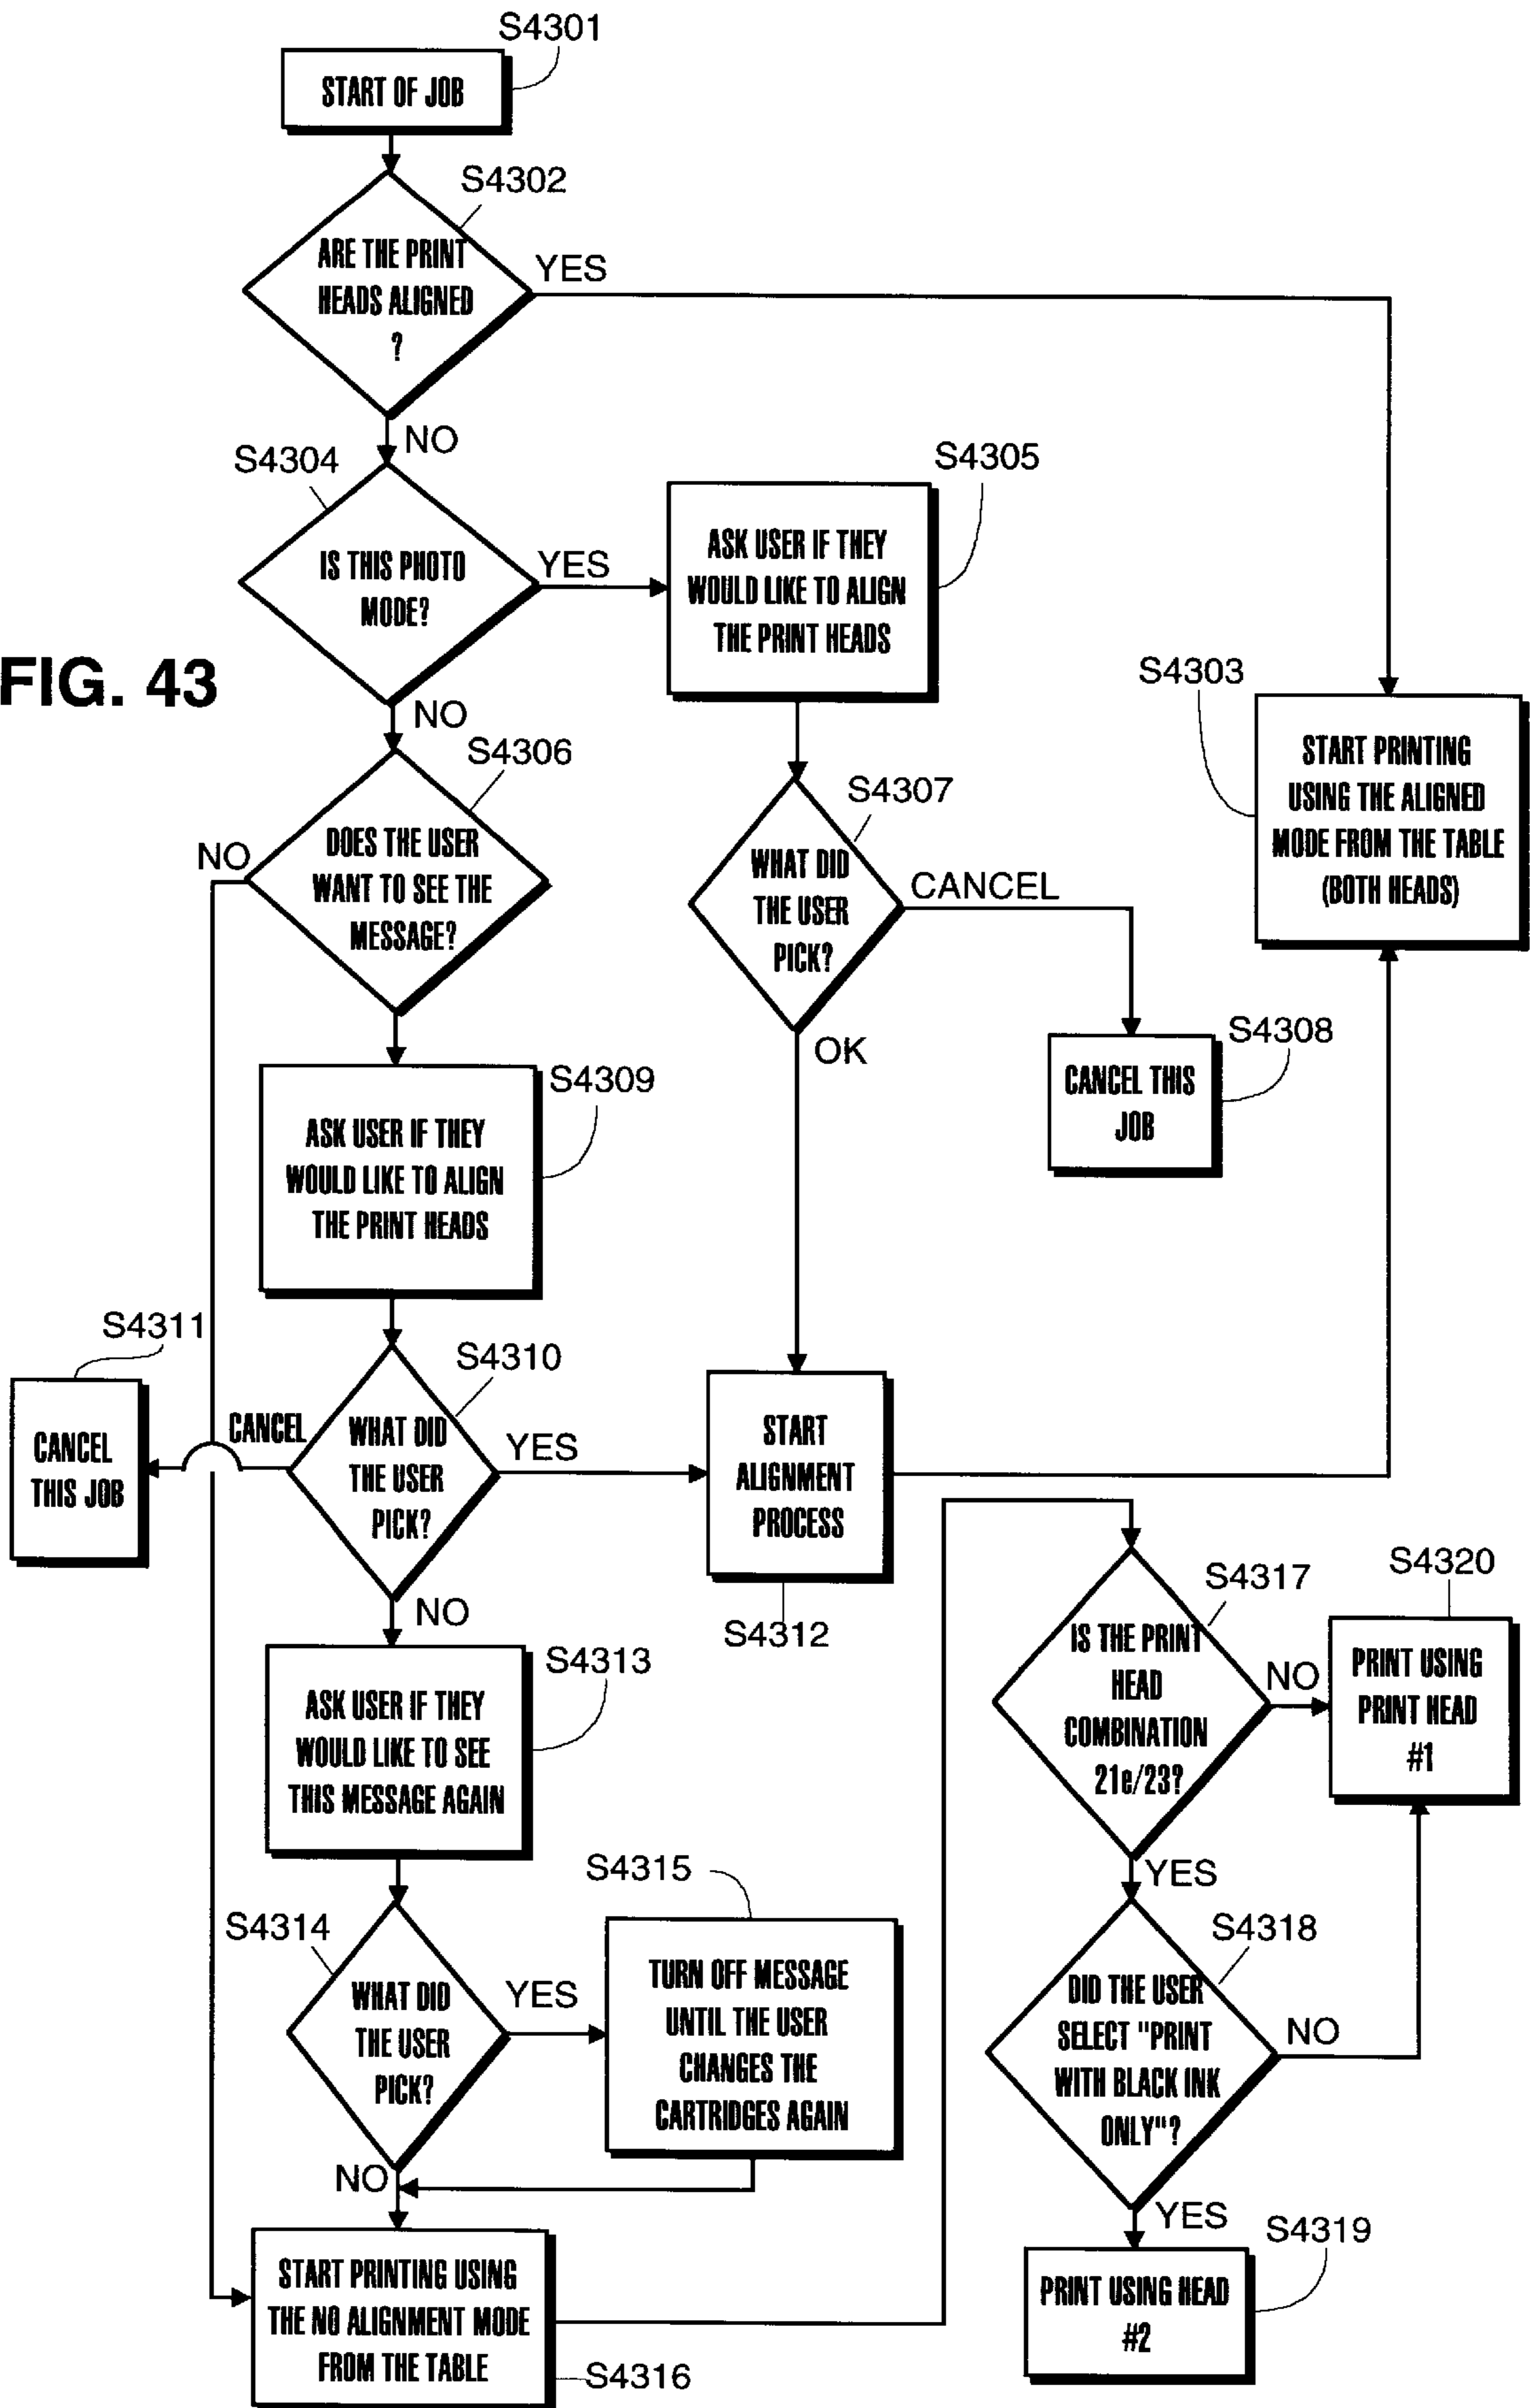 S4301
START OF JOB
S4302
ARE THE PRINT
HEADS ALIGNED
?
YES
NO
S4304
IS THIS PHOTO
MODE?
YES
S4305
ASK USER IF THEY
WOULD LIKE TO ALIGN
THE PRINT HEADS
FIG. 43
S4303
START PRINTING
USING THE ALIGNED
MODE FROM THE TABLE
(BOTH HEADS)
NO
S4306
DOES THE USER
WANT TO SEE THE
MESSAGE?
NO
S4307
WHAT DID
THE USER
PICK?
CANCEL
OK
S4308
CANCEL THIS
JOB
S4309
ASK USER IF THEY
WOULD LIKE TO ALIGN
THE PRINT HEADS
S4311
CANCEL
THIS JOB
CANCEL
S4310
WHAT DID
THE USER
PICK?
YES
START
ALIGNMENT
PROCESS
S4312
NO
S4313
ASK USER IF THEY
WOULD LIKE TO SEE
THIS MESSAGE AGAIN
S4317
IS THE PRINT
HEAD
COMBINATION
21e/23?
NO
S4320
PRINT USING
PRINT HEAD
#1
YES
S4314
WHAT DID
THE USER
PICK?
YES
S4315
TURN OFF MESSAGE
UNTIL THE USER
CHANGES THE
CARTRIDGES AGAIN
S4318
DID THE USER
SELECT "PRINT
WITH BLACK INK
ONLY"?
NO
NO
YES
START PRINTING USING
THE NO ALIGNMENT MODE
FROM THE TABLE
S4316
S4319
PRINT USING HEAD
#2